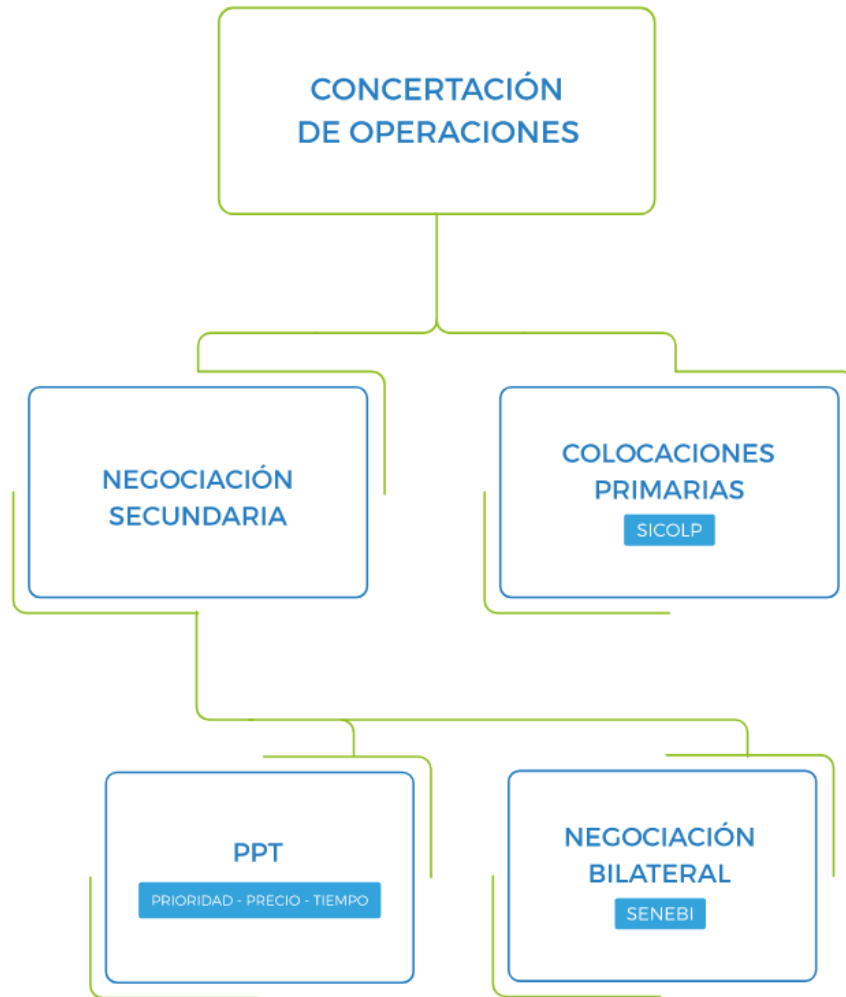 CONCERTACIÓN
DE OPERACIONES
NEGOCIACIÓN
SECUNDARIA
COLOCACIONES
PRIMARIAS
SICOLP
PPT
PRIORIDAD - PRECIO - TIEMPO
NEGOCIACIÓN
BILATERAL
SENEBI